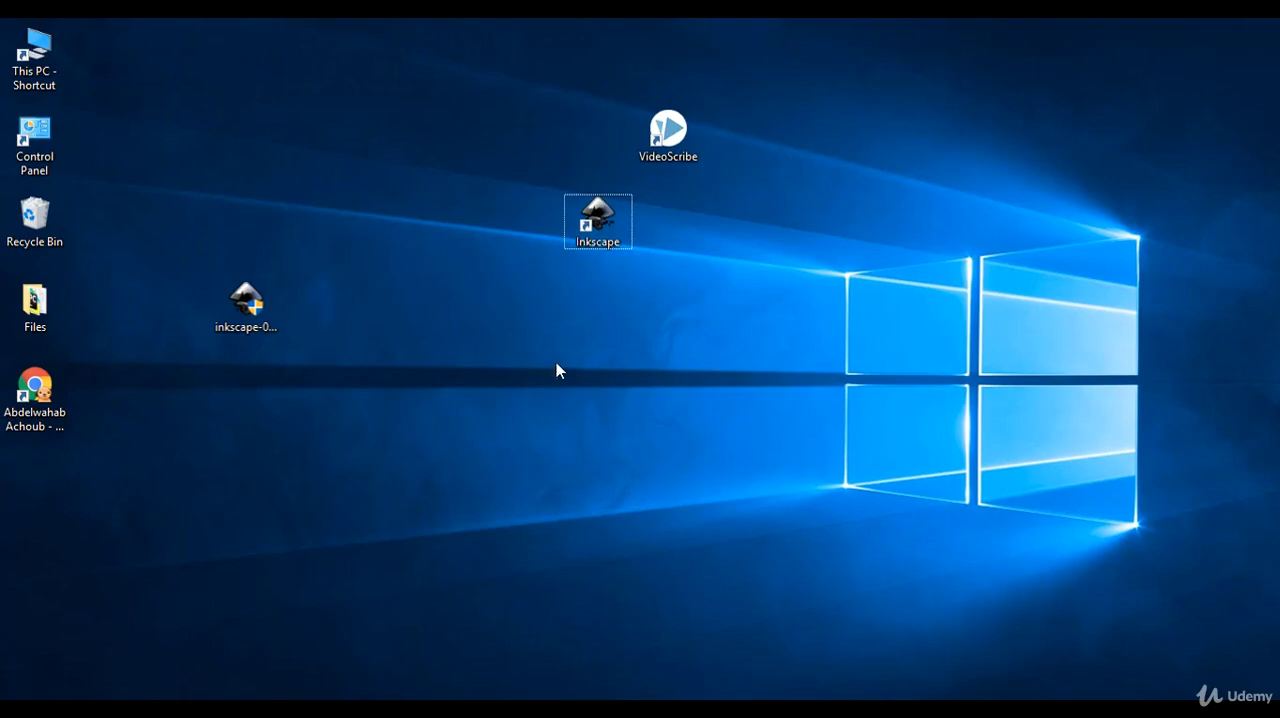 This PC -
Shortcut
Control
Panel
Recycle Bin
Files
Abdelwahab
Achoub - ...
inkscape-0...
VideoScribe
Inkscape
Udemy